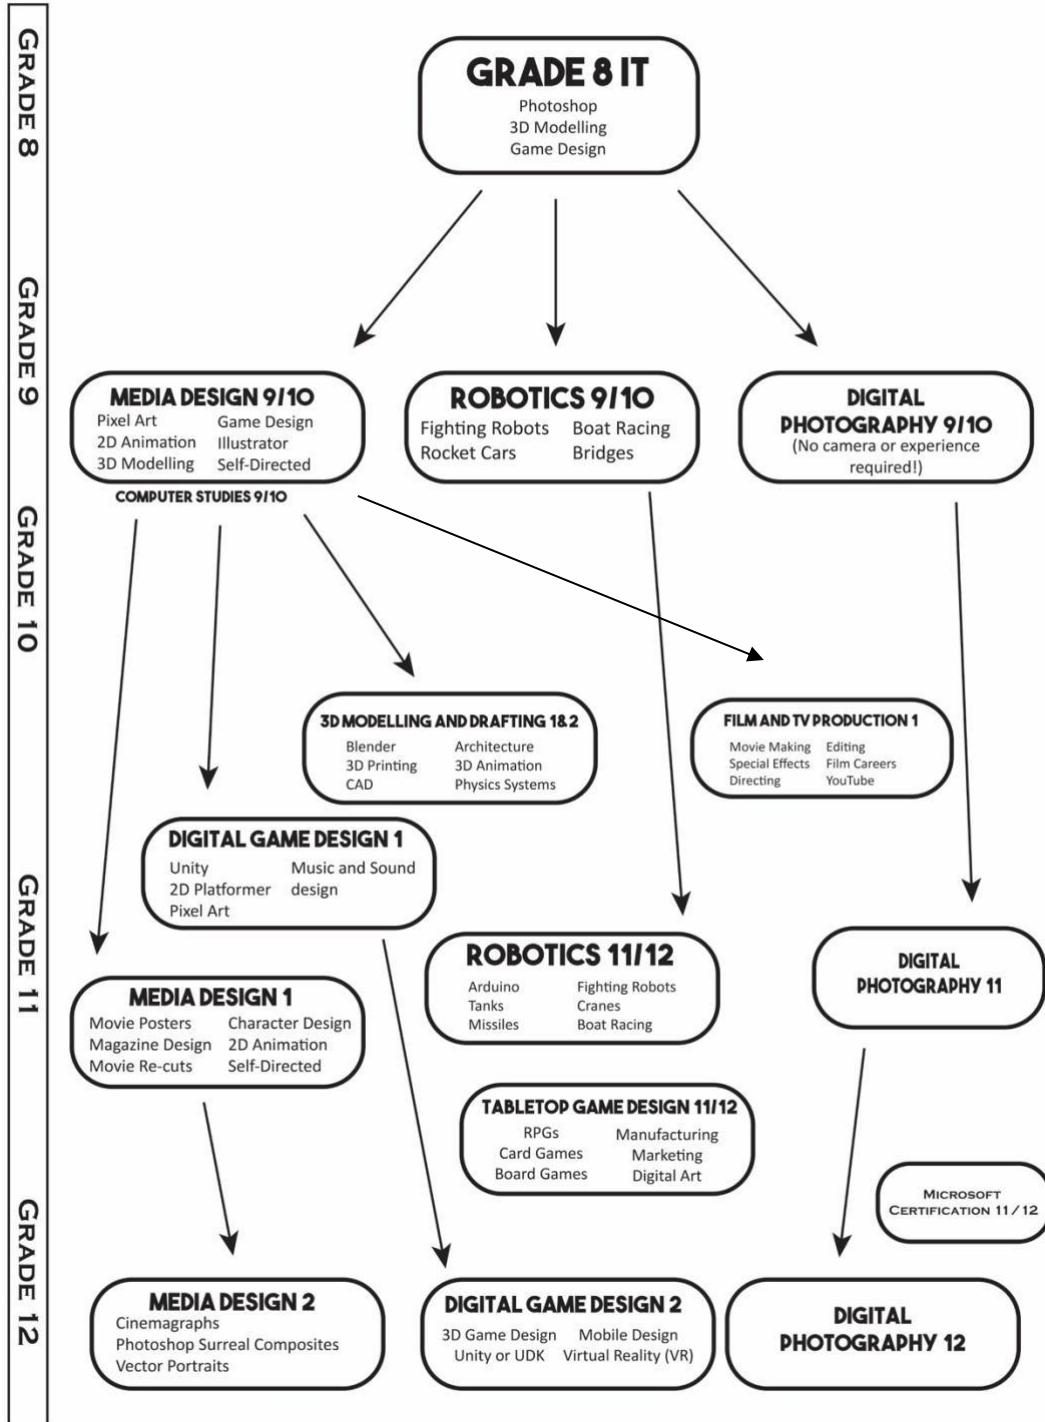 GRADE 8
GRADE 8 IT
Photoshop
3D Modelling
Game Design
GRADE 9
MEDIA DESIGN 9/10
Pixel Art Game Design
2D Animation Illustrator
3D Modelling Self-Directed
COMPUTER STUDIES 9/10
ROBOTICS 9/10
Fighting Robots Boat Racing
Rocket Cars Bridges
DIGITAL
PHOTOGRAPHY 9/10
(No camera or experience
required!)
GRADE 10
3D MODELLING AND DRAFTING 1&2
Blender Architecture
3D Printing 3D Animation
CAD Physics Systems
FILM AND TV PRODUCTION 1
Movie Making Editing
Special Effects Film Careers
Directing YouTube
DIGITAL GAME DESIGN 1
Unity Music and Sound
2D Platformer design
Pixel Art
GRADE 11
ROBOTICS 11/12
Arduino Fighting Robots
Tanks Cranes
Missiles Boat Racing
DIGITAL
PHOTOGRAPHY 11
MEDIA DESIGN 1
Movie Posters Character Design
Magazine Design 2D Animation
Movie Re-cuts Self-Directed
TABLETOP GAME DESIGN 11/12
RPGs Manufacturing
Card Games Marketing
Board Games Digital Art
MICROSOFT
CERTIFICATION 11/12
GRADE 12
MEDIA DESIGN 2
Cinemagraphs
Photoshop Surreal Composites
Vector Portraits
DIGITAL GAME DESIGN 2
3D Game Design Mobile Design
Unity or UDK Virtual Reality (VR)
DIGITAL
PHOTOGRAPHY 12